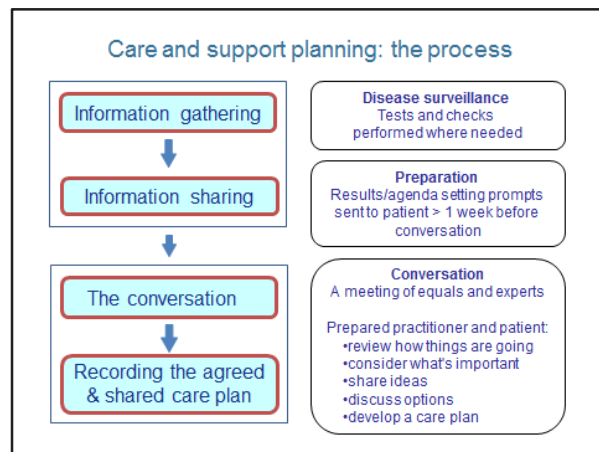 Care and support planning: the process
Information gathering
Information sharing
The conversation
Recording the agreed
& shared care plan
Disease surveillance
Tests and checks
performed where needed
Preparation
Results/agenda setting prompts
sent to patient > 1 week before
conversation
Conversation
A meeting of equals and experts
Prepared practitioner and patient:
•review how things are going
•consider what's important
•share ideas
•discuss options
•develop a care plan